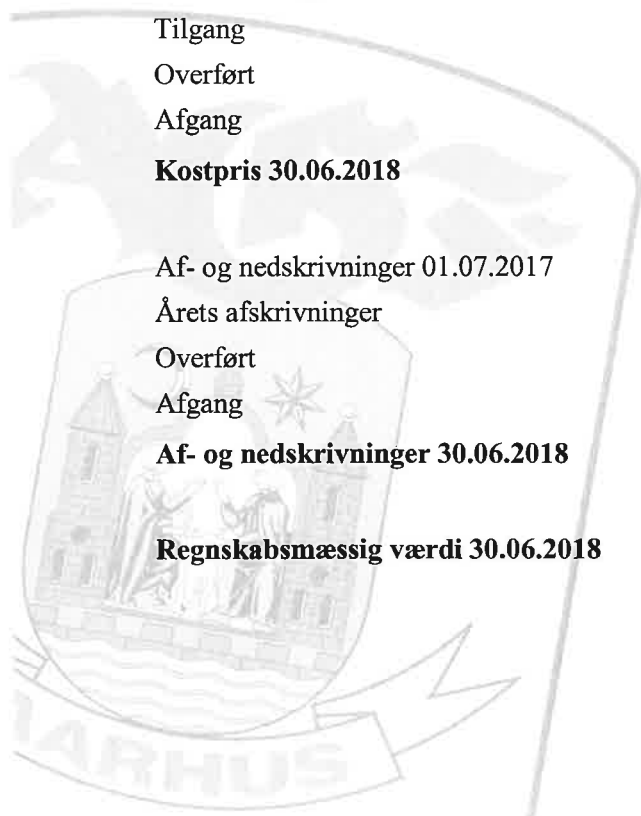 Tilgang
Overført
Afgang
Kostpris 30.06.2018
Af- og nedskrivninger 01.07.2017
Årets afskrivninger
Overført
Afgang
Af- og nedskrivninger 30.06.2018
Regnskabsmæssig værdi 30.06.2018
AARHUS